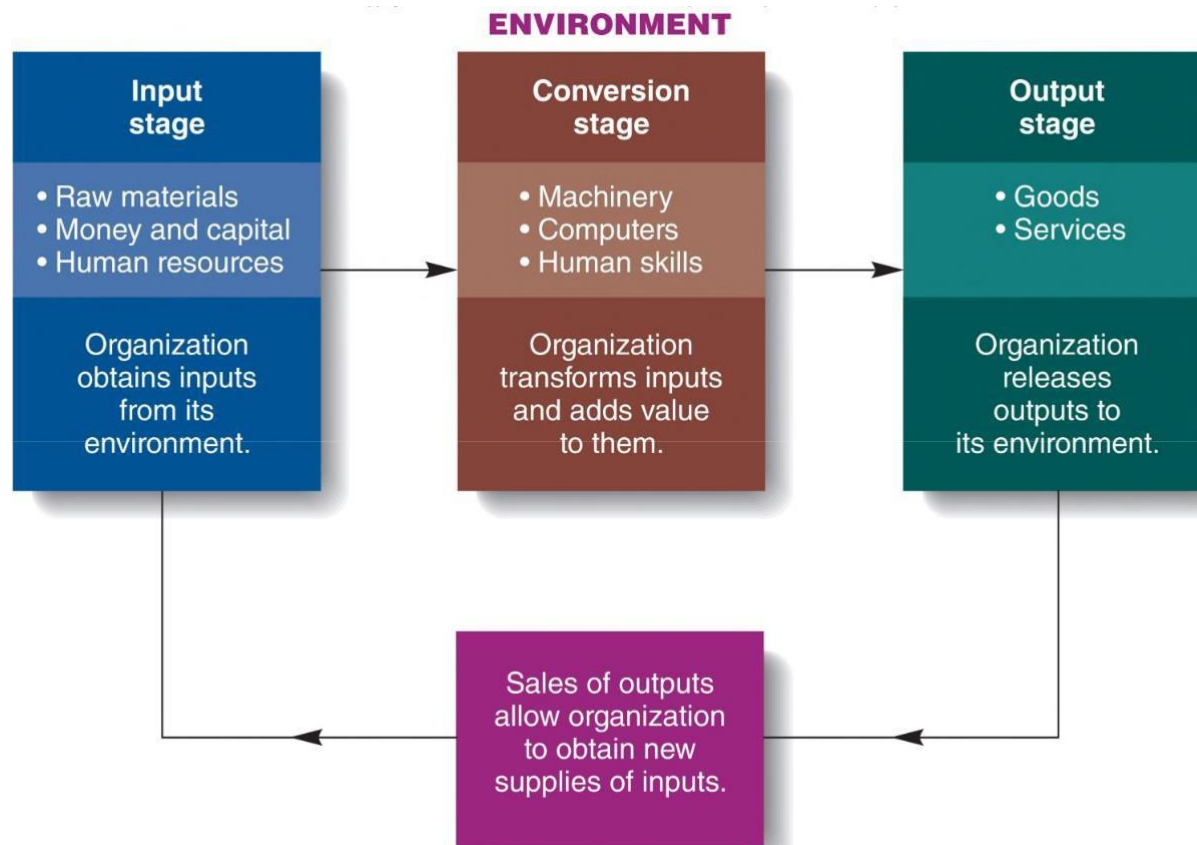 ENVIRONMENT
Input
stage
• Raw materials
• Money and capital
• Human resources
Organization
obtains inputs
from its
environment.
Conversion
stage
• Machinery
• Computers
• Human skills
Organization
transforms inputs
and adds value
to them.
Output
stage
• Goods
• Services
Organization
releases
outputs to
its environment.
Sales of outputs
allow organization
to obtain new
supplies of inputs.